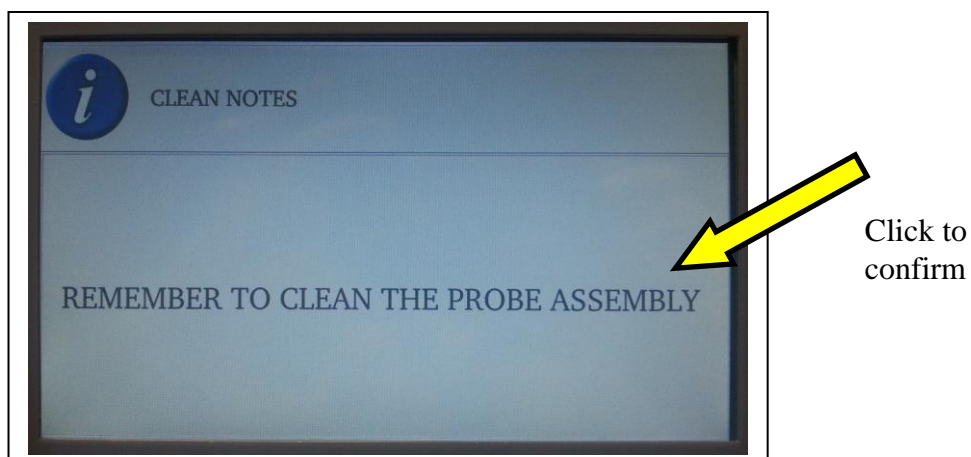 i
CLEAN NOTES
REMEMBER TO CLEAN THE PROBE ASSEMBLY
Click to
confirm